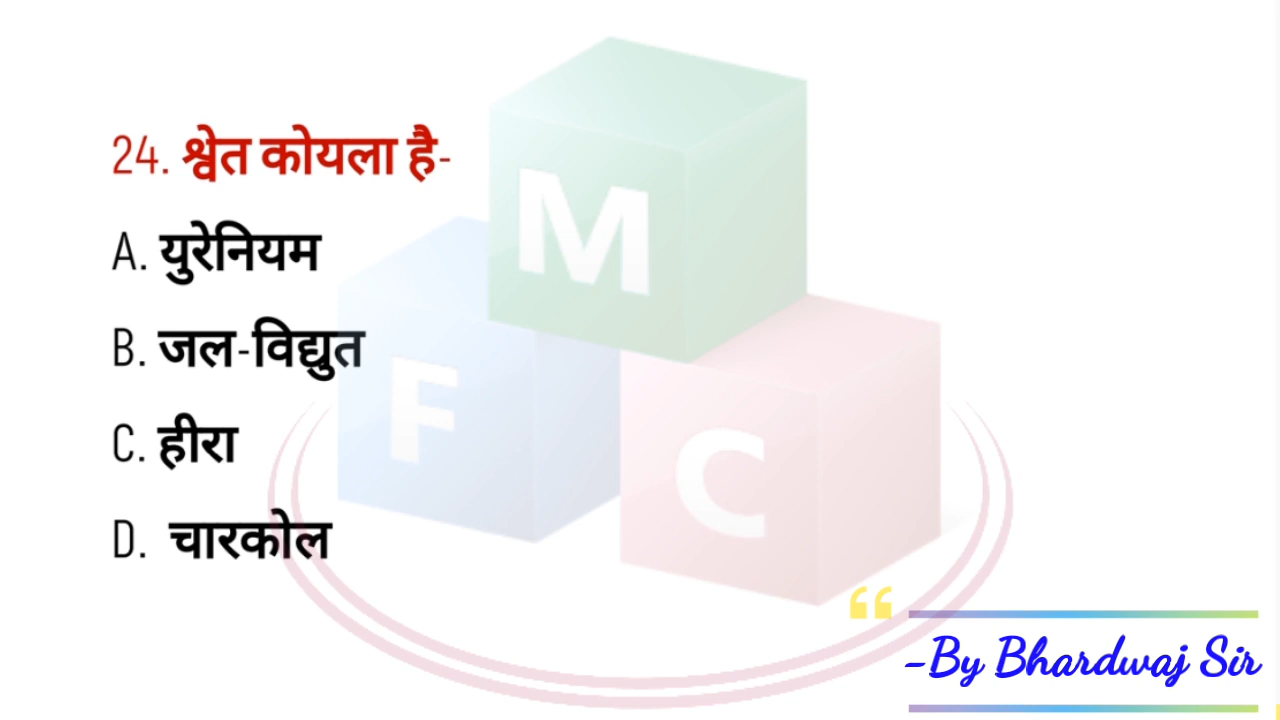 24. श्वेत कोयला है-
A. युरेनियम
B. जल-विद्युत
C. हीरा
D. चारकोल
M
F
C
“
-By Bhardwaj Sir